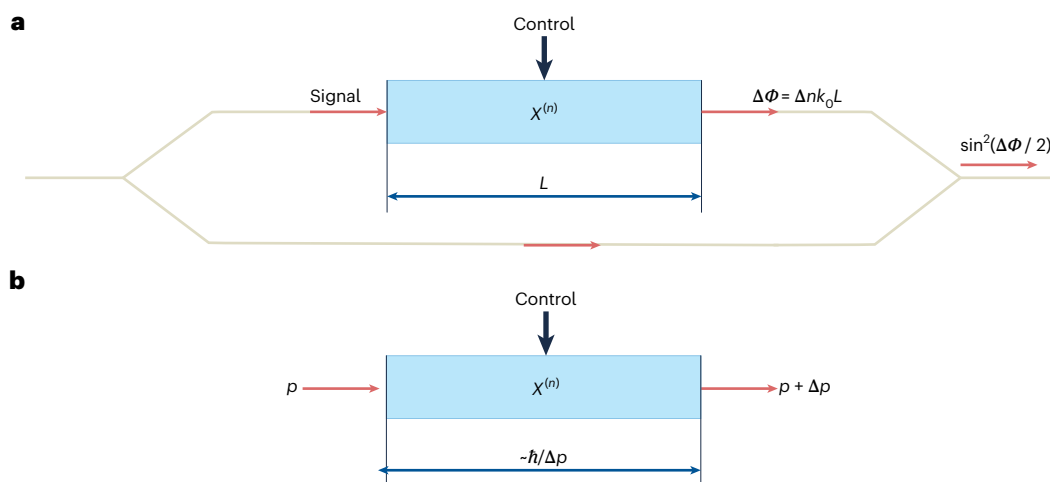 a
Control
Signal
X⁽ⁿ⁾
ΔΦ = Δnk₀L
sin²(ΔΦ / 2)
L
b
Control
p
X⁽ⁿ⁾
p + Δp
~ℏ/Δp